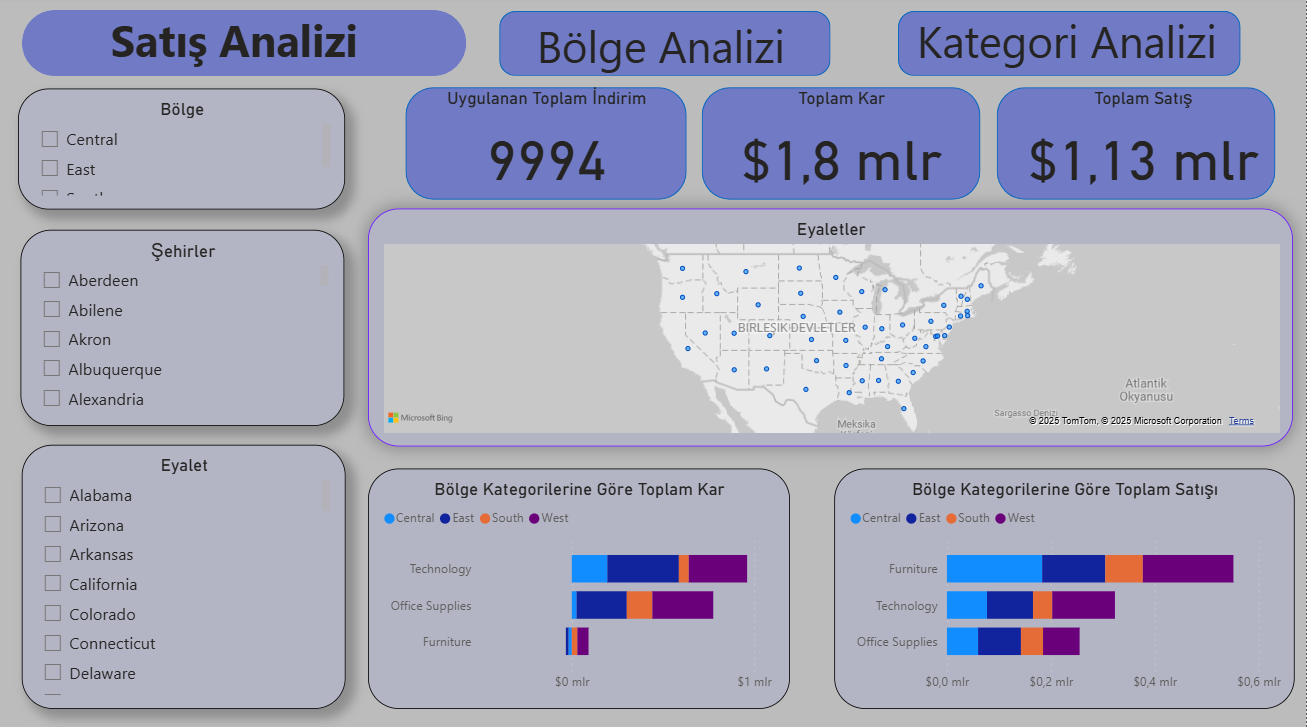 Satış Analizi
Bölge Analizi
Kategori Analizi
Bölge
Central
East
Uygulanan Toplam İndirim
9994
Toplam Kar
$1,8 mlr
Toplam Satış
$1,13 mlr
Şehirler
Aberdeen
Abilene
Akron
Albuquerque
Alexandria
Eyaletler
BİRLEŞİK DEVLETLER
Atlantik
Okyanusu
Sargasso Denizi
Meksika
Microsoft Bing
© 2025 TomTom, © 2025 Microsoft Corporation Terms
Eyalet
Alabama
Arizona
Arkansas
California
Colorado
Connecticut
Delaware
Bölge Kategorilerine Göre Toplam Kar
Central East South West
Technology
Office Supplies
Furniture
$0 mlr $1 mlr
Bölge Kategorilerine Göre Toplam Satışı
Central East South West
Furniture
Technology
Office Supplies
$0,0 mlr $0,2 mlr $0,4 mlr $0,6 mlr